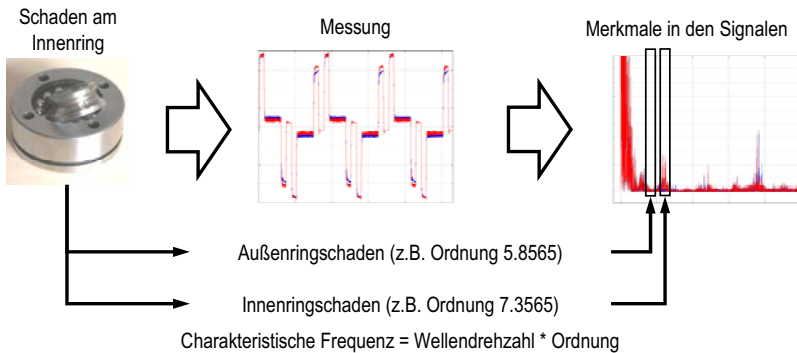 Schaden am
Innenring
Messung
Merkmale in den Signalen
Außenringschaden (z.B. Ordnung 5.8565)
Innenringschaden (z.B. Ordnung 7.3565)
Charakteristische Frequenz = Wellendrehzahl * Ordnung